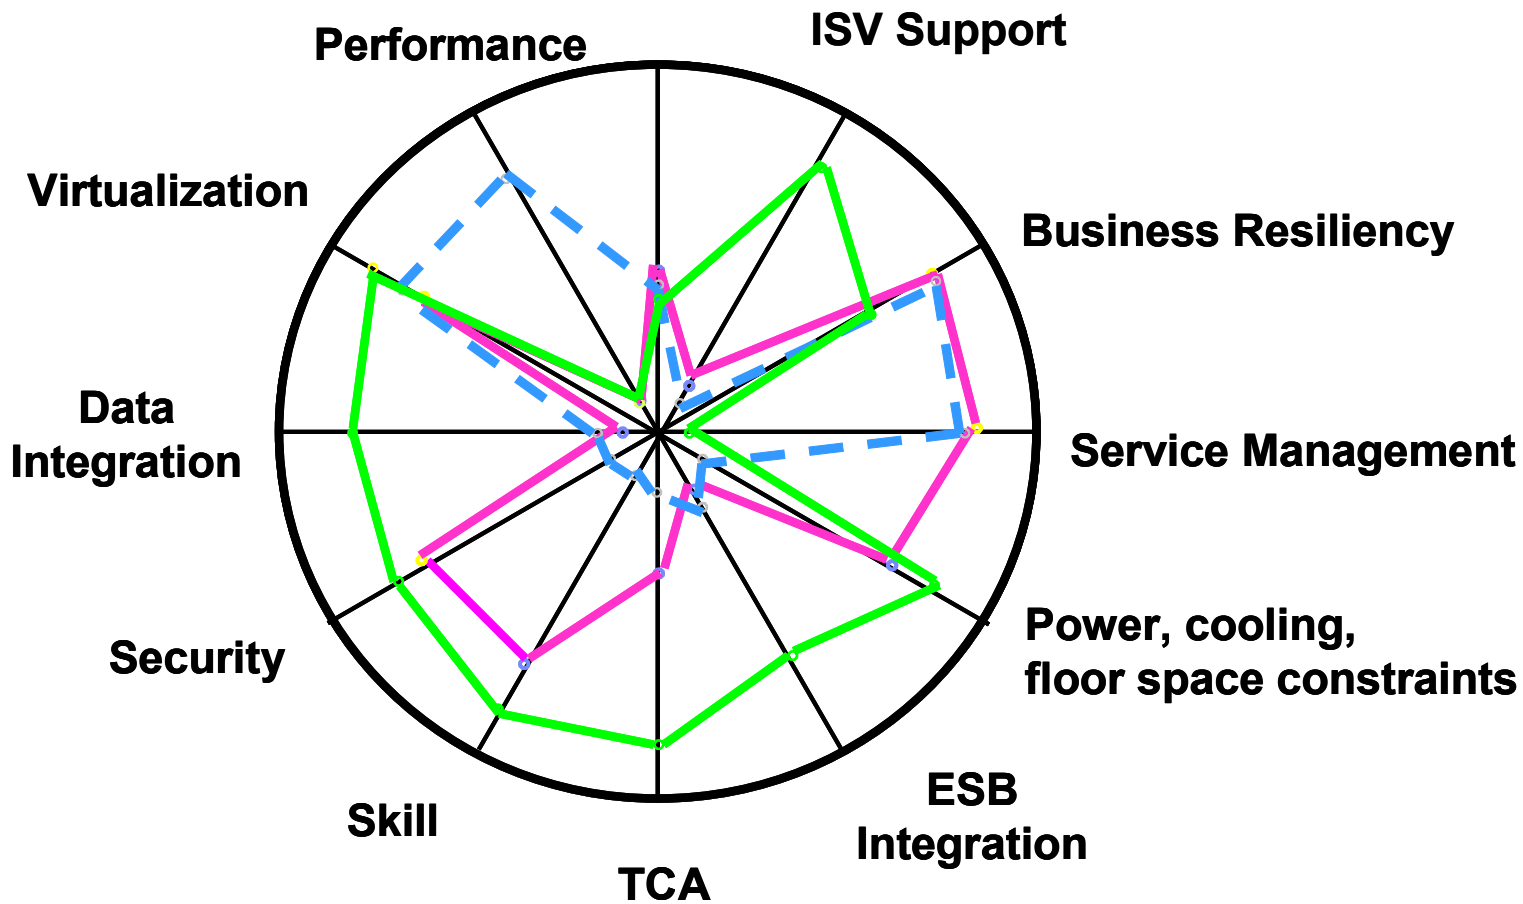 ISV Support
Performance
Virtualization
Business Resiliency
Data
Integration
Service Management
Security
Power, cooling,
floor space constraints
Skill
ESB
Integration
TCA